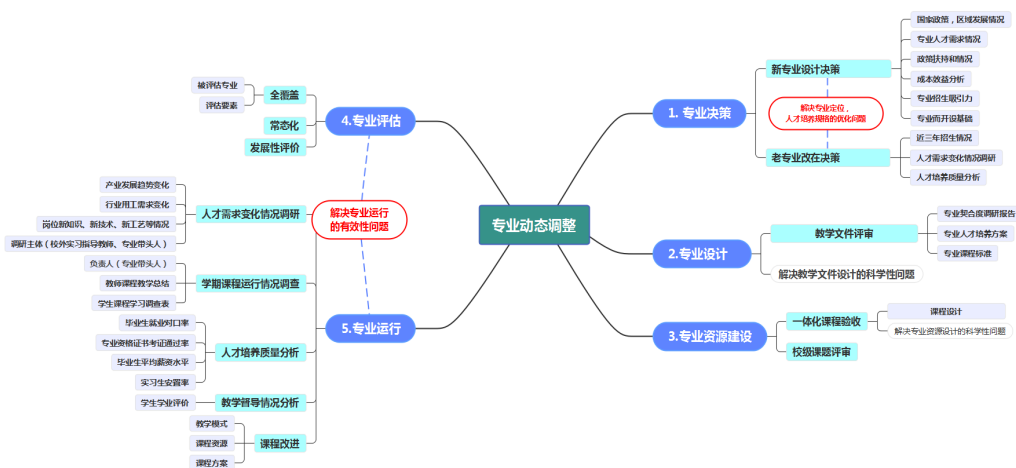 专业动态调整
1. 专业决策
新专业设计决策
国家政策，区域发展情况
专业人才需求情况
政策扶持和情况
成本效益分析
专业招生吸引力
专业而开设基础
解决专业定位，
人才培养规格的优化问题
老专业改在决策
近三年招生情况
人才需求变化情况调研
人才培养质量分析
2.专业设计
教学文件评审
专业契合度调研报告
专业人才培养方案
专业课程标准
解决教学文件设计的科学性问题
3.专业资源建设
一体化课程验收
课程设计
解决专业资源设计的科学性问题
校级课题评审
4.专业评估
全覆盖
被评估专业
评估要素
常态化
发展性评价
解决专业运行
的有效性问题
5.专业运行
人才需求变化情况调研
产业发展趋势变化
行业用工需求变化
岗位新知识、新技术、新工艺等情况
调研主体（校外实习指导教师、专业带头人）
学期课程运行情况调查
负责人（专业带头人）
教师课程教学总结
学生课程学习调查表
人才培养质量分析
毕业生就业对口率
专业资格证书考证通过率
毕业生平均薪资水平
实习生安置率
教学督导情况分析
学生学业评价
课程改进
教学模式
课程资源
课程方案